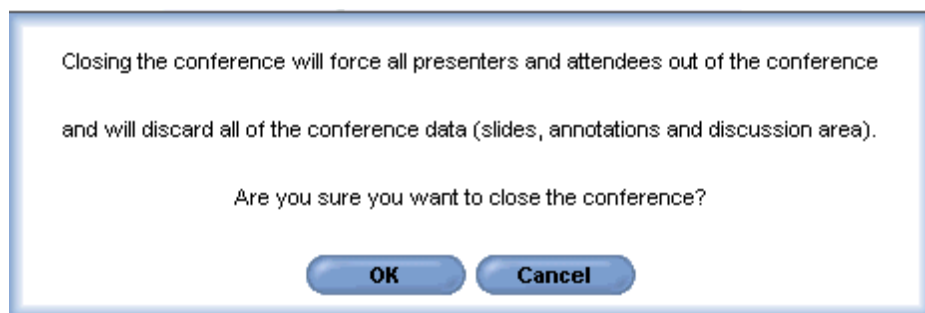 Closing the conference will force all presenters and attendees out of the conference
and will discard all of the conference data (slides, annotations and discussion area).
Are you sure you want to close the conference?
OK Cancel